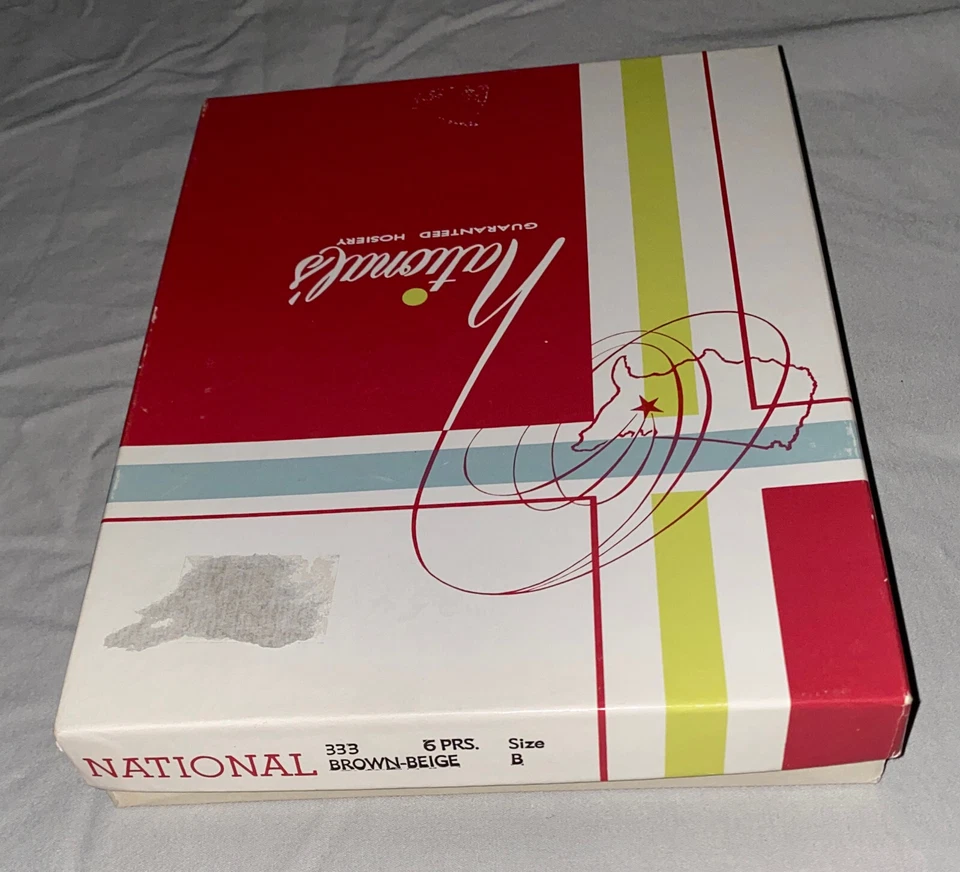 National's
GUARANTEED HOSIERY
NATIONAL 333 6 PRS. Size
BROWN-BEIGE B